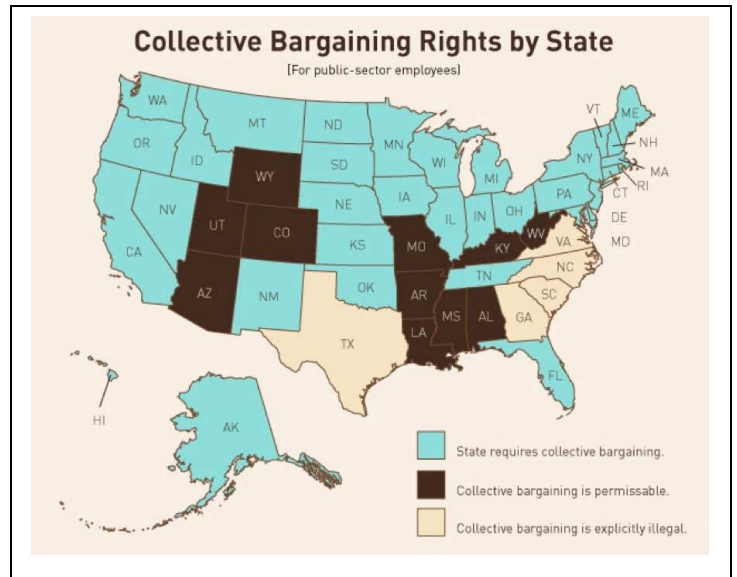 Collective Bargaining Rights by State
[For public-sector employees]
WA
OR
ID
MT
ND
MN
SD
WI
MI
WY
NE
IA
NV
UT
CO
KS
MO
IL
IN
OH
PA
NY
VT
ME
NH
MA
RI
CT
DE
MD
CA
AZ
NM
OK
AR
KY
WV
VA
TN
NC
SC
TX
LA
MS
AL
GA
FL
HI
AK
State requires collective bargaining.
Collective bargaining is permissable.
Collective bargaining is explicitly illegal.